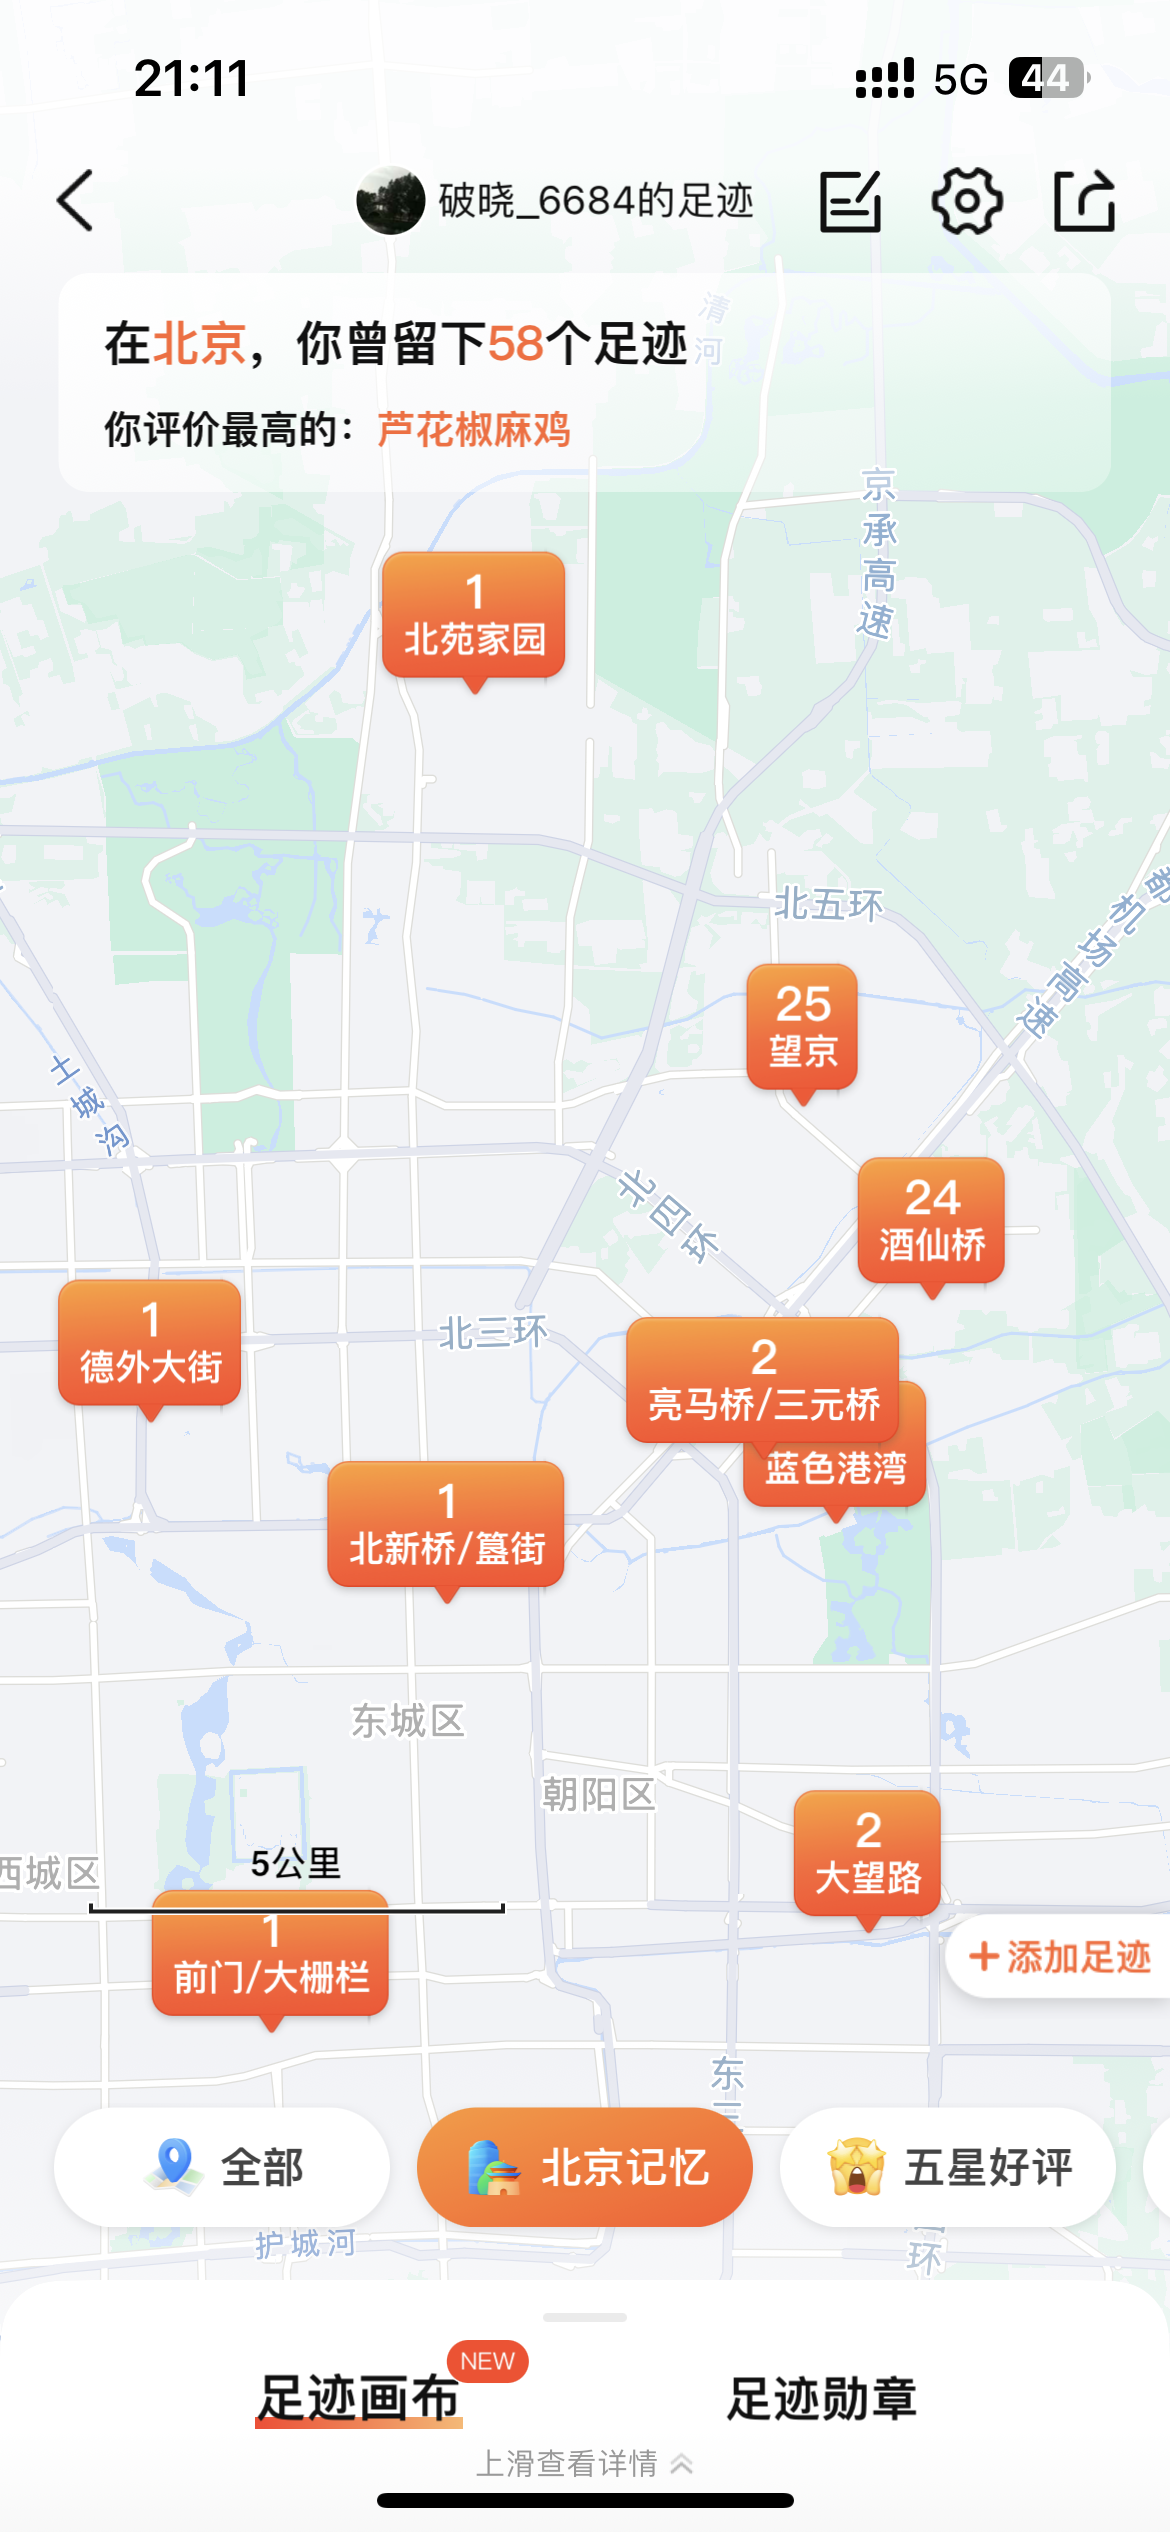 21:11
5G 44
破晓_6684的足迹
在北京，你曾留下58个足迹
你评价最高的：芦花椒麻鸡
清河
京承高速
1
北苑家园
北五环
机场高速
25
望京
土城沟
北四环
24
酒仙桥
1
德外大街
北三环
2
亮马桥/三元桥
蓝色港湾
1
北新桥/簋街
东城区
朝阳区
西城区
5公里
2
大望路
1
前门/大栅栏
添加足迹
东三
全部
北京记忆
五星好评
护城河
环
NEW
足迹画布
足迹勋章
上滑查看详情